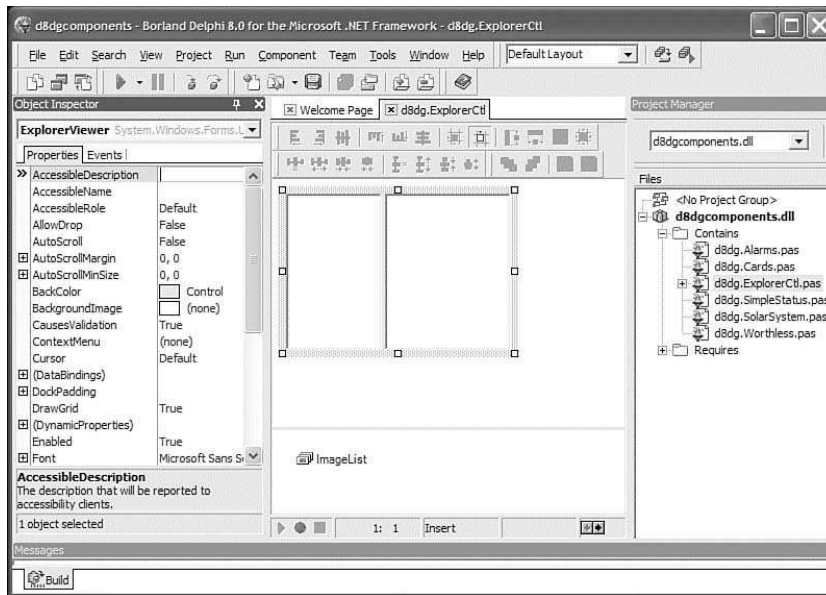 d8dgcomponents - Borland Delphi 8.0 for the Microsoft .NET Framework - d8dg.ExplorerCtl
File Edit Search View Project Run Component Team Tools Window Help Default Layout
Object Inspector
ExplorerViewer System.Windows.Forms.U
Properties Events
AccessibleDescription
AccessibleName
AccessibleRole Default
AllowDrop False
AutoScroll False
AutoScrollMargin 0, 0
AutoScrollMinSize 0, 0
BackColor Control
BackgroundImage (none)
CausesValidation True
ContextMenu (none)
Cursor Default
(DataBindings)
DockPadding
DrawGrid True
(DynamicProperties)
Enabled True
Font Microsoft Sans S
AccessibleDescription
The description that will be reported to
accessibility clients.
1 object selected
Welcome Page d8dg.ExplorerCtl
ImageList
1: 1 Insert
Project Manager
d8dgcomponents.dll
Files
<No Project Group>
d8dgcomponents.dll
Contains
d8dg.Alarms.pas
d8dg.Cards.pas
d8dg.ExplorerCtl.pas
d8dg.SimpleStatus.pas
d8dg.SolarSystem.pas
d8dg.Worthless.pas
Requires
Messages
Build